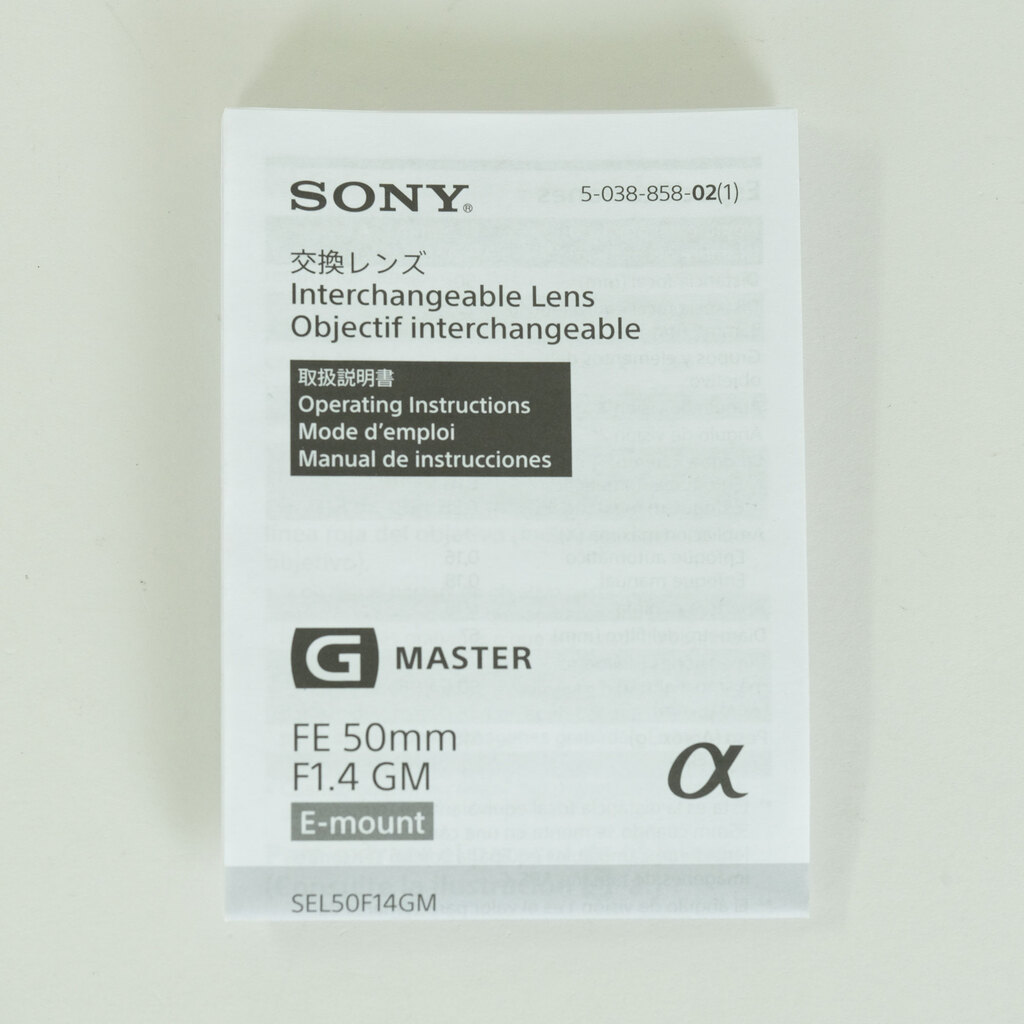 SONY®
5-038-858-02(1)
交換レンズ
Interchangeable Lens
Objectif interchangeable
取扱説明書
Operating Instructions
Mode d'emploi
Manual de instrucciones
G MASTER
FE 50mm
F1.4 GM
α
E-mount
SEL50F14GM